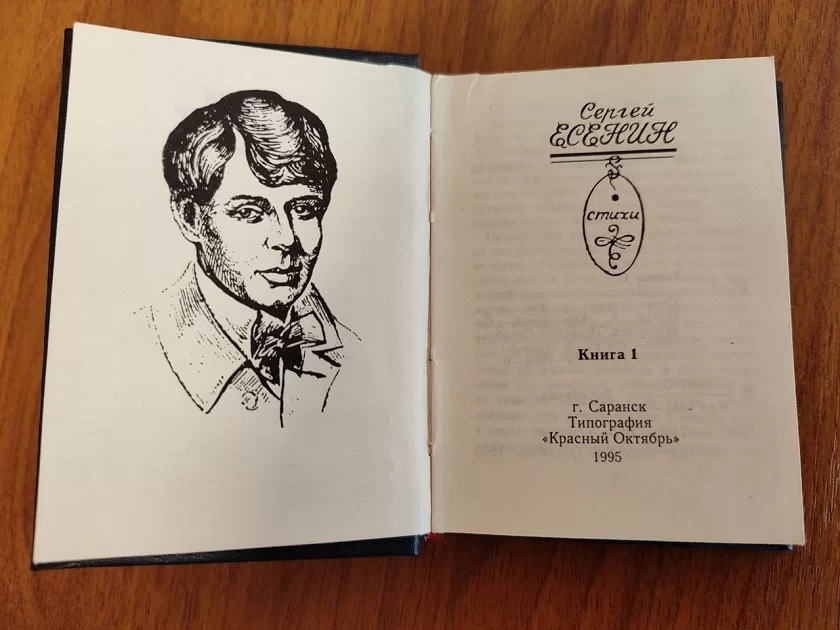 Сергей
ЕСЕНИН
стихи
Книга 1
г. Саранск
Типография
«Красный Октябрь»
1995